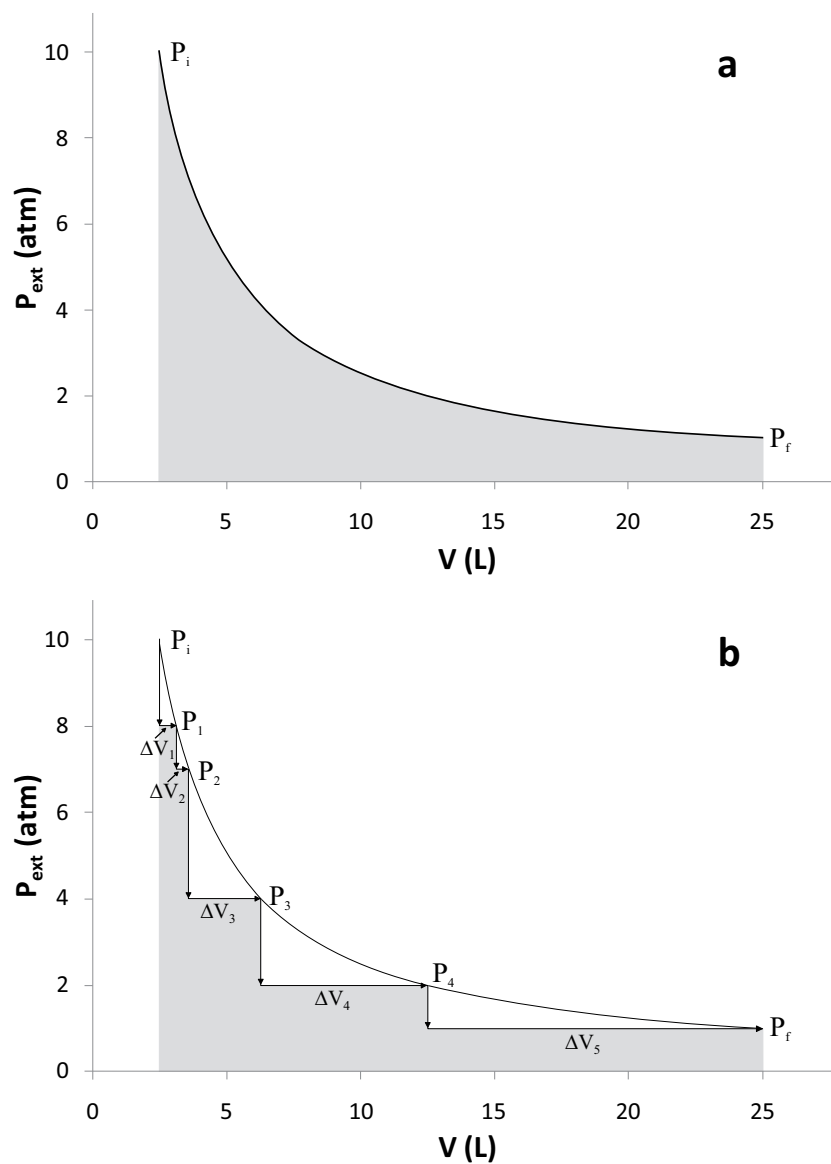 a
10
P_i
8
6
4
2
0
P_ext (atm)
P_f
0 5 10 15 20 25
V (L)
b
10
P_i
8
P_1
ΔV_1
P_2
ΔV_2
6
4
P_3
ΔV_3
2
P_4
ΔV_4
P_f
ΔV_5
0
P_ext (atm)
0 5 10 15 20 25
V (L)